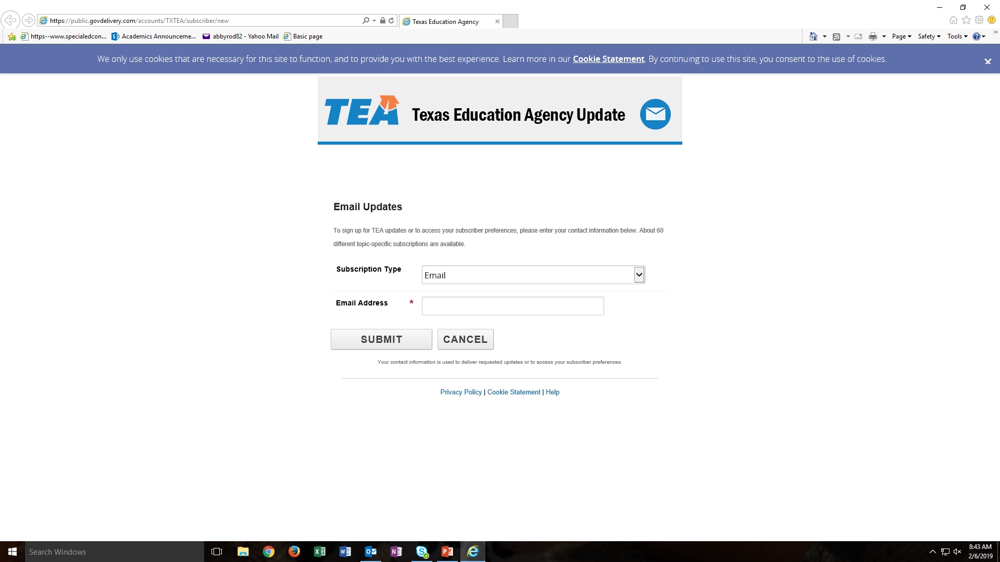 https://public.govdelivery.com/accounts/TXTEA/subscriber/new
Texas Education Agency
https--www.specialedcon... Academics Announceme... abbyrod82 - Yahoo Mail Basic page
Page Safety Tools
We only use cookies that are necessary for this site to function, and to provide you with the best experience. Learn more in our Cookie Statement. By continuing to use this site, you consent to the use of cookies.
TEA Texas Education Agency Update
Email Updates
To sign up for TEA updates or to access your subscriber preferences, please enter your contact information below. About 60
different topic-specific subscriptions are available.
Subscription Type Email
Email Address *
SUBMIT CANCEL
Your contact information is used to deliver requested updates or to access your subscriber preferences.
Privacy Policy | Cookie Statement | Help
Search Windows
8:43 AM
2/6/2019